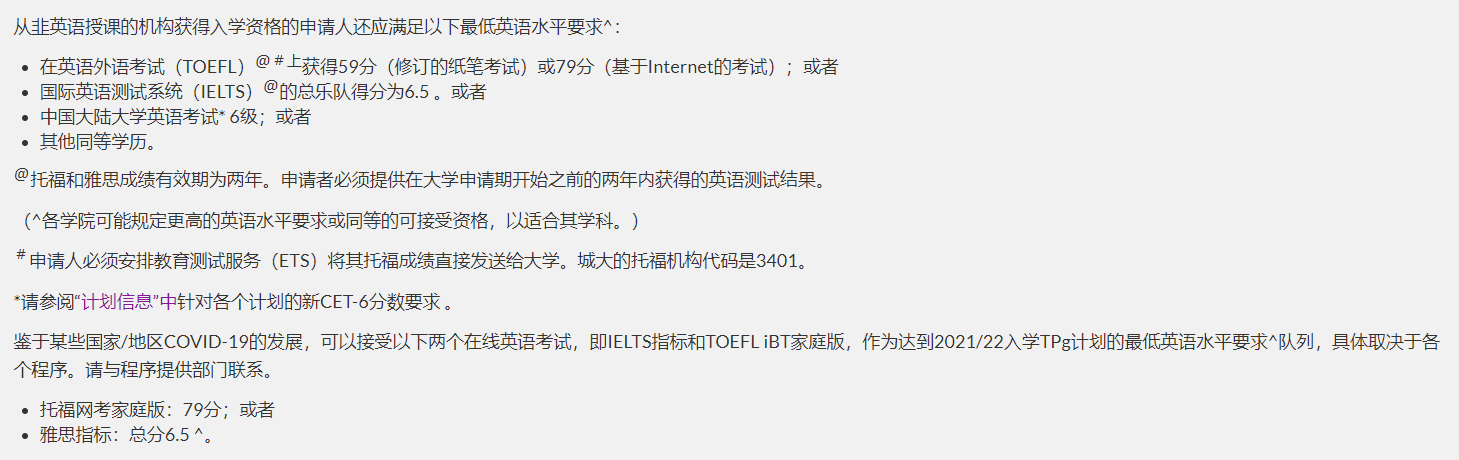 从非英语授课的机构获得入学资格的申请人还应满足以下最低英语水平要求^：
• 在英语外语考试（TOEFL）@ # 上获得59分（修订的纸笔考试）或79分（基于Internet的考试）；或者
• 国际英语测试系统（IELTS）@的总乐队得分为6.5 。或者
• 中国大陆大学英语考试* 6级；或者
• 其他同等学历。
@托福和雅思成绩有效期为两年。申请者必须提供在大学申请期开始之前的两年内获得的英语测试结果。
（^各学院可能规定更高的英语水平要求或同等的可接受资格，以适合其学科。）
# 申请人必须安排教育测试服务（ETS）将其托福成绩直接发送给大学。城大的托福机构代码是3401。
*请参阅“计划信息”中针对各个计划的新CET-6分数要求 。
鉴于某些国家/地区COVID-19的发展，可以接受以下两个在线英语考试，即IELTS指标和TOEFL iBT家庭版，作为达到2021/22入学TPg计划的最低英语水平要求^队列，具体取决于各
个程序。请与程序提供部门联系。
• 托福网考家庭版：79分；或者
• 雅思指标：总分6.5 ^。